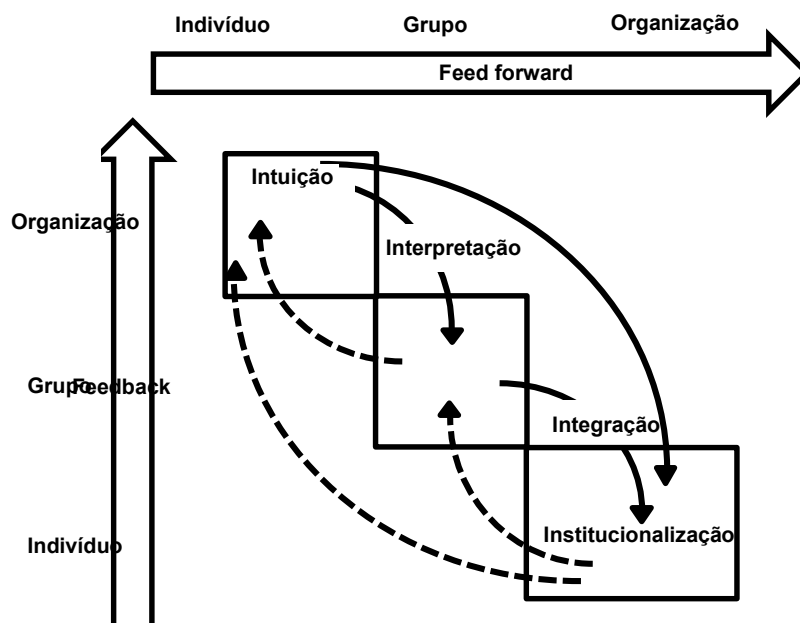 Indivíduo
Grupo
Organização
Feed forward
Intuição
Organização
Interpretação
Grupo
Feedback
Integração
Institucionalização
Indivíduo